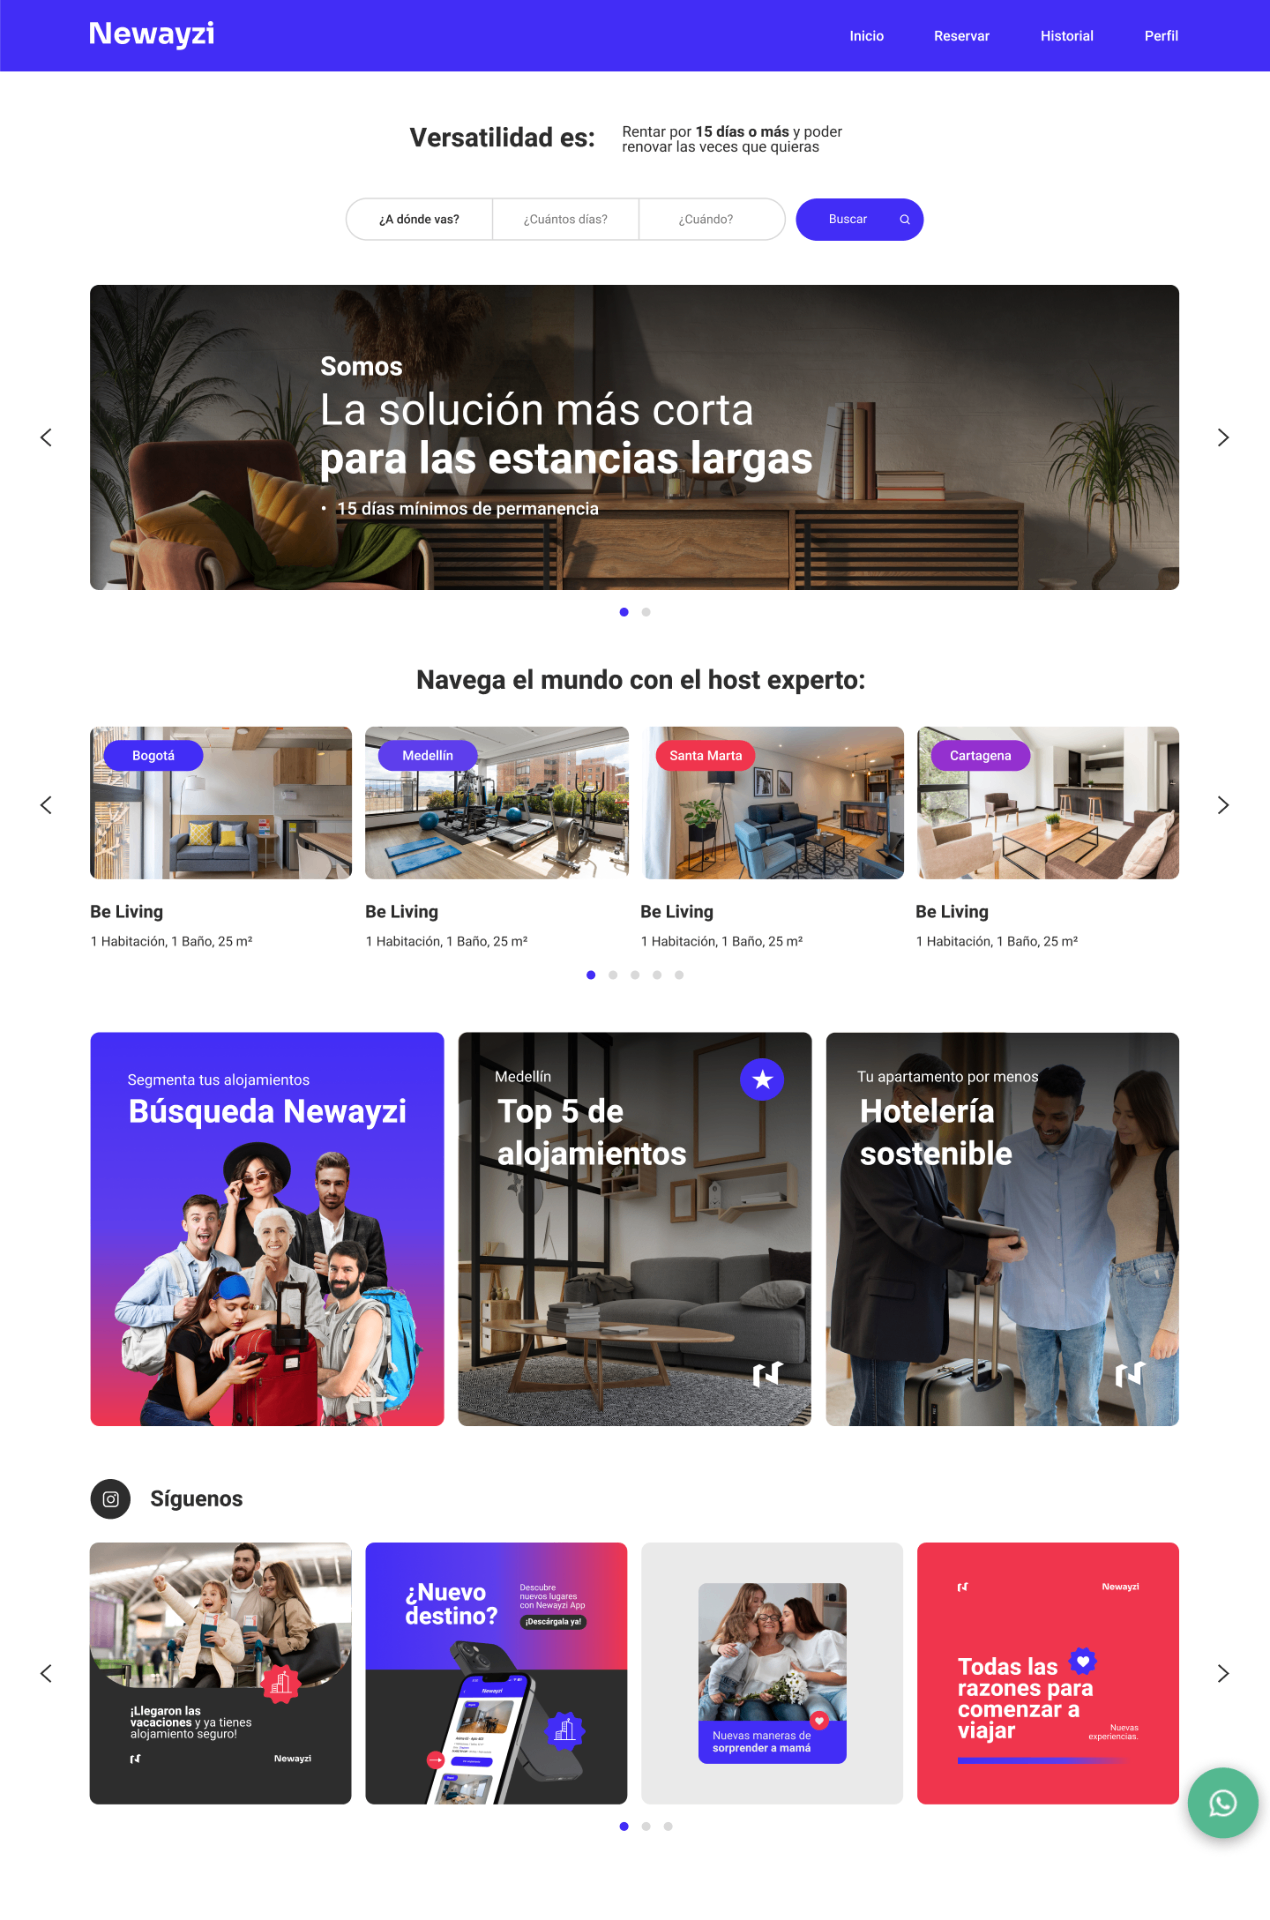 Newayzi
Inicio
Reservar
Historial
Perfil
Versatilidad es:
Rentar por 15 días o más y poder
renovar las veces que quieras
¿A dónde vas?
¿Cuántos días?
¿Cuándo?
Buscar
Somos
La solución más corta
para las estancias largas
• 15 días mínimos de permanencia
Navega el mundo con el host experto:
Bogotá
Medellín
Santa Marta
Cartagena
Be Living
Be Living
Be Living
Be Living
1 Habitación, 1 Baño, 25 m²
1 Habitación, 1 Baño, 25 m²
1 Habitación, 1 Baño, 25 m²
1 Habitación, 1 Baño, 25 m²
Segmenta tus alojamientos
Búsqueda Newayzi
Medellín
Top 5 de
alojamientos
Tu apartamento por menos
Hotelería
sostenible
Síguenos
¡Llegaron las
vacaciones y ya tienes
alojamiento seguro!
Newayzi
¿Nuevo
destino?
Descubre
nuevos lugares
con Newayzi App
¡Descárgala ya!
Newayzi
Nuevas maneras de
sorprender a mamá
Newayzi
Todas las
razones para
comenzar a
viajar
Nuevas
experiencias.